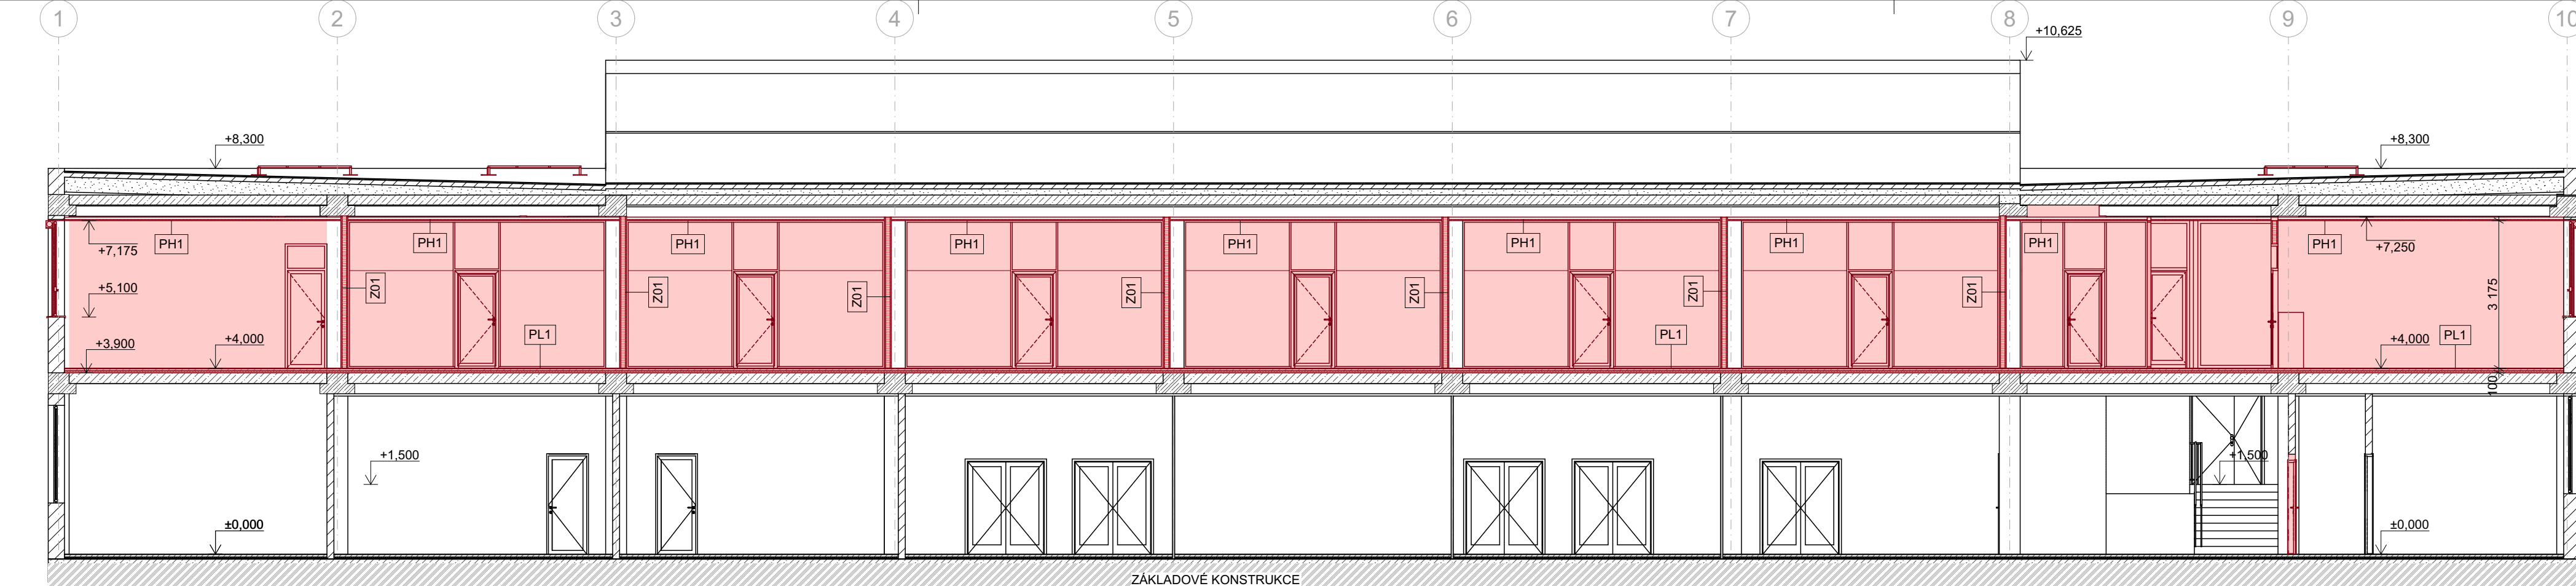 1 2 3 4 5 6 7 8 9 10
+10,625
+8,300 +8,300
PH1 PH1 PH1 PH1 PH1 PH1 PH1 PH1 PH1
+7,175 +7,250
Z01 Z01 Z01 Z01 Z01 Z01 Z01
+5,100
3 175
PL1 PL1 PL1
+3,900 +4,000 +4,000
100
+1,500 +1,500
±0,000 ±0,000
ZÁKLADOVÉ KONSTRUKCE